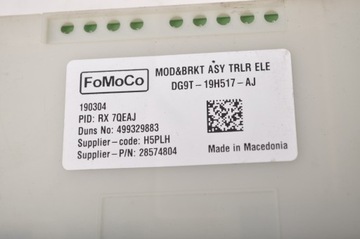 FoMoCo
MOD&BRKT ASY TRLR ELE
DG9T-19H517-AJ
190304
PID: RX 7QEAJ
Duns No: 499329883
Supplier-code: H5PLH
Supplier-P/N: 28574804
Made in Macedonia